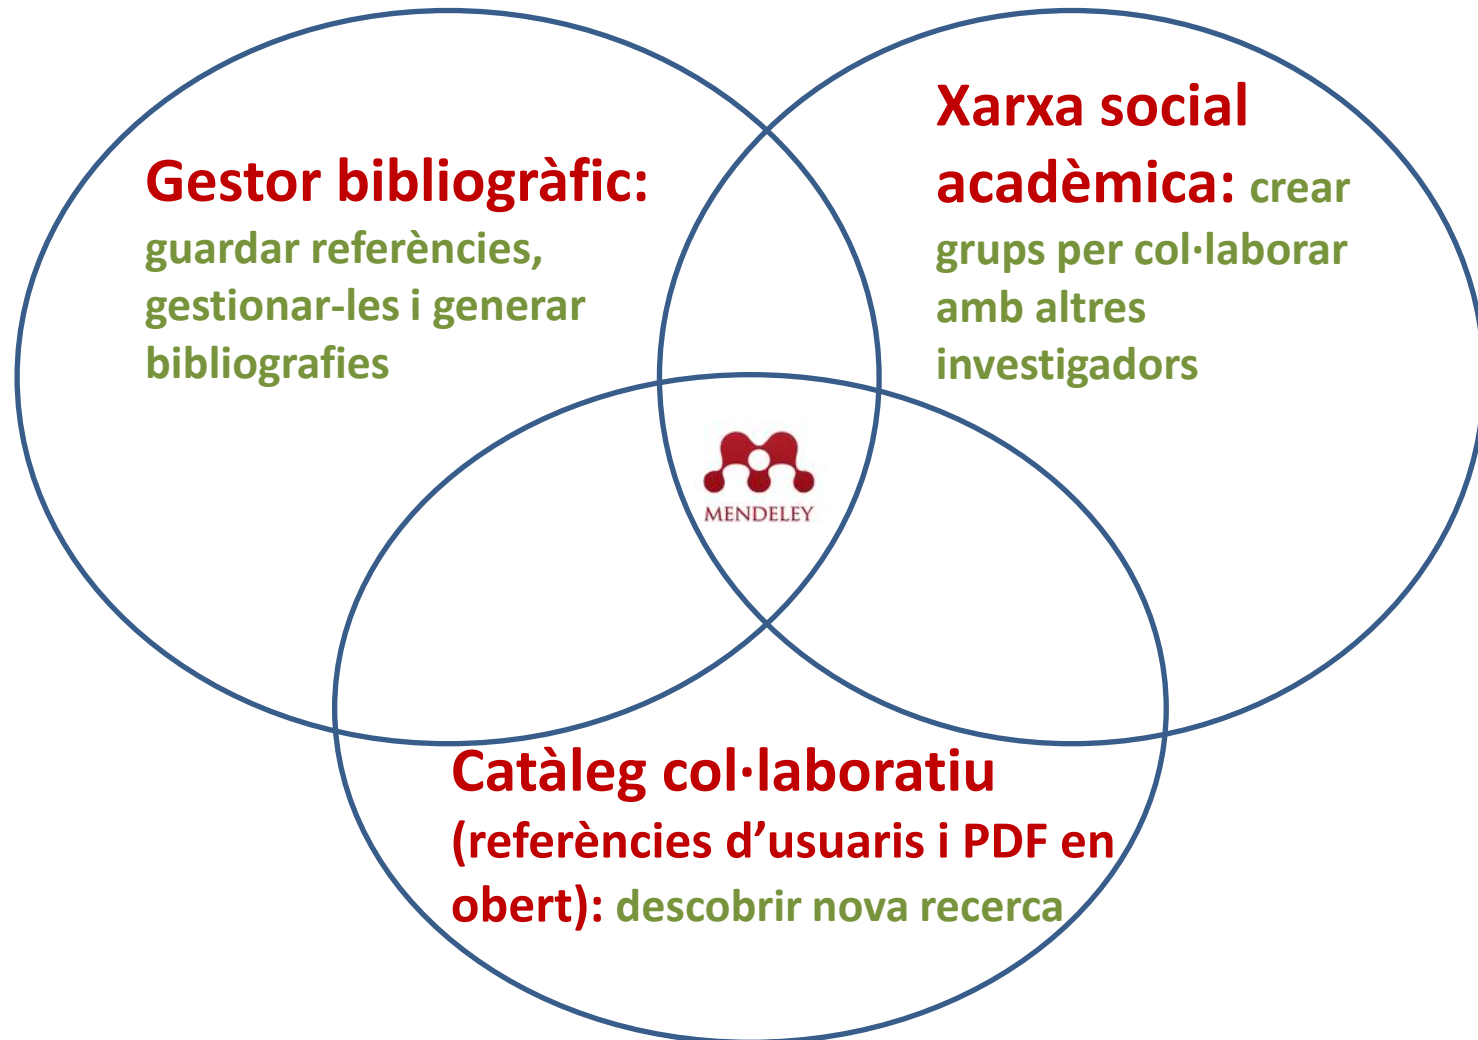 Gestor bibliogràfic:
guardar referències,
gestionar-les i generar
bibliografies
Xarxa social
acadèmica: crear
grups per col·laborar
amb altres
investigadors
MENDELEY
Catàleg col·laboratiu
(referències d’usuaris i PDF en
obert): descobrir nova recerca